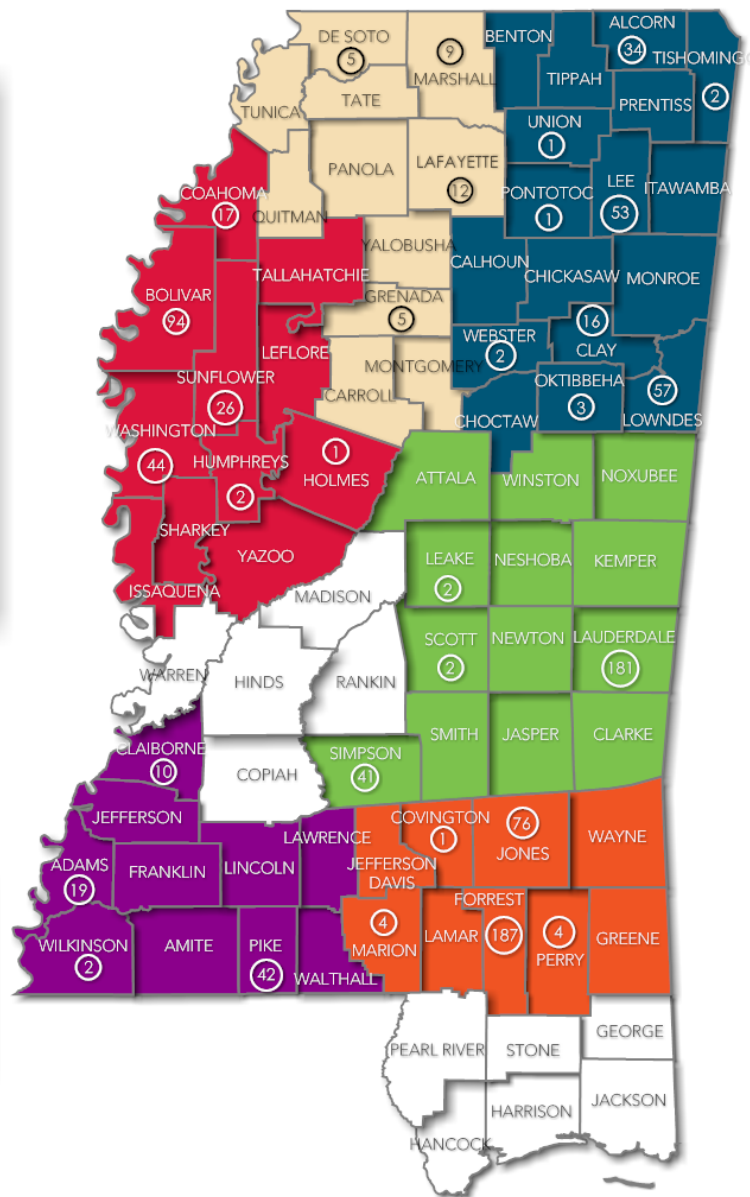 DE SOTO
5
9
MARSHALL
BENTON
ALCORN
34
TISHOMINGO
2
TIPPAH
PRENTISS
TUNICA
TATE
UNION
1
PANOLA
LAFAYETTE
12
PONTOTOC
1
LEE
53
ITAWAMBA
COAHOMA
17
QUITMAN
YALOBUSHA
CALHOUN
CHICKASAW
MONROE
TALLAHATCHIE
BOLIVAR
94
GRENADA
5
16
CLAY
WEBSTER
2
LEFLORE
MONTGOMERY
SUNFLOWER
26
CARROLL
OKTIBBEHA
3
57
LOWNDES
CHOCTAW
WASHINGTON
44
HUMPHREYS
2
1
HOLMES
ATTALA
WINSTON
NOXUBEE
SHARKEY
YAZOO
ISSAQUENA
LEAKE
2
NESHOBA
KEMPER
MADISON
SCOTT
2
NEWTON
LAUDERDALE
181
WARREN
HINDS
RANKIN
SMITH
JASPER
CLARKE
CLAIBORNE
10
COPIAH
SIMPSON
41
JEFFERSON
LAWRENCE
COVINGTON
1
76
JONES
WAYNE
ADAMS
19
FRANKLIN
LINCOLN
JEFFERSON
DAVIS
FORREST
187
WILKINSON
2
AMITE
PIKE
42
WALTHALL
4
MARION
LAMAR
4
PERRY
GREENE
PEARL RIVER
STONE
GEORGE
HANCOCK
HARRISON
JACKSON